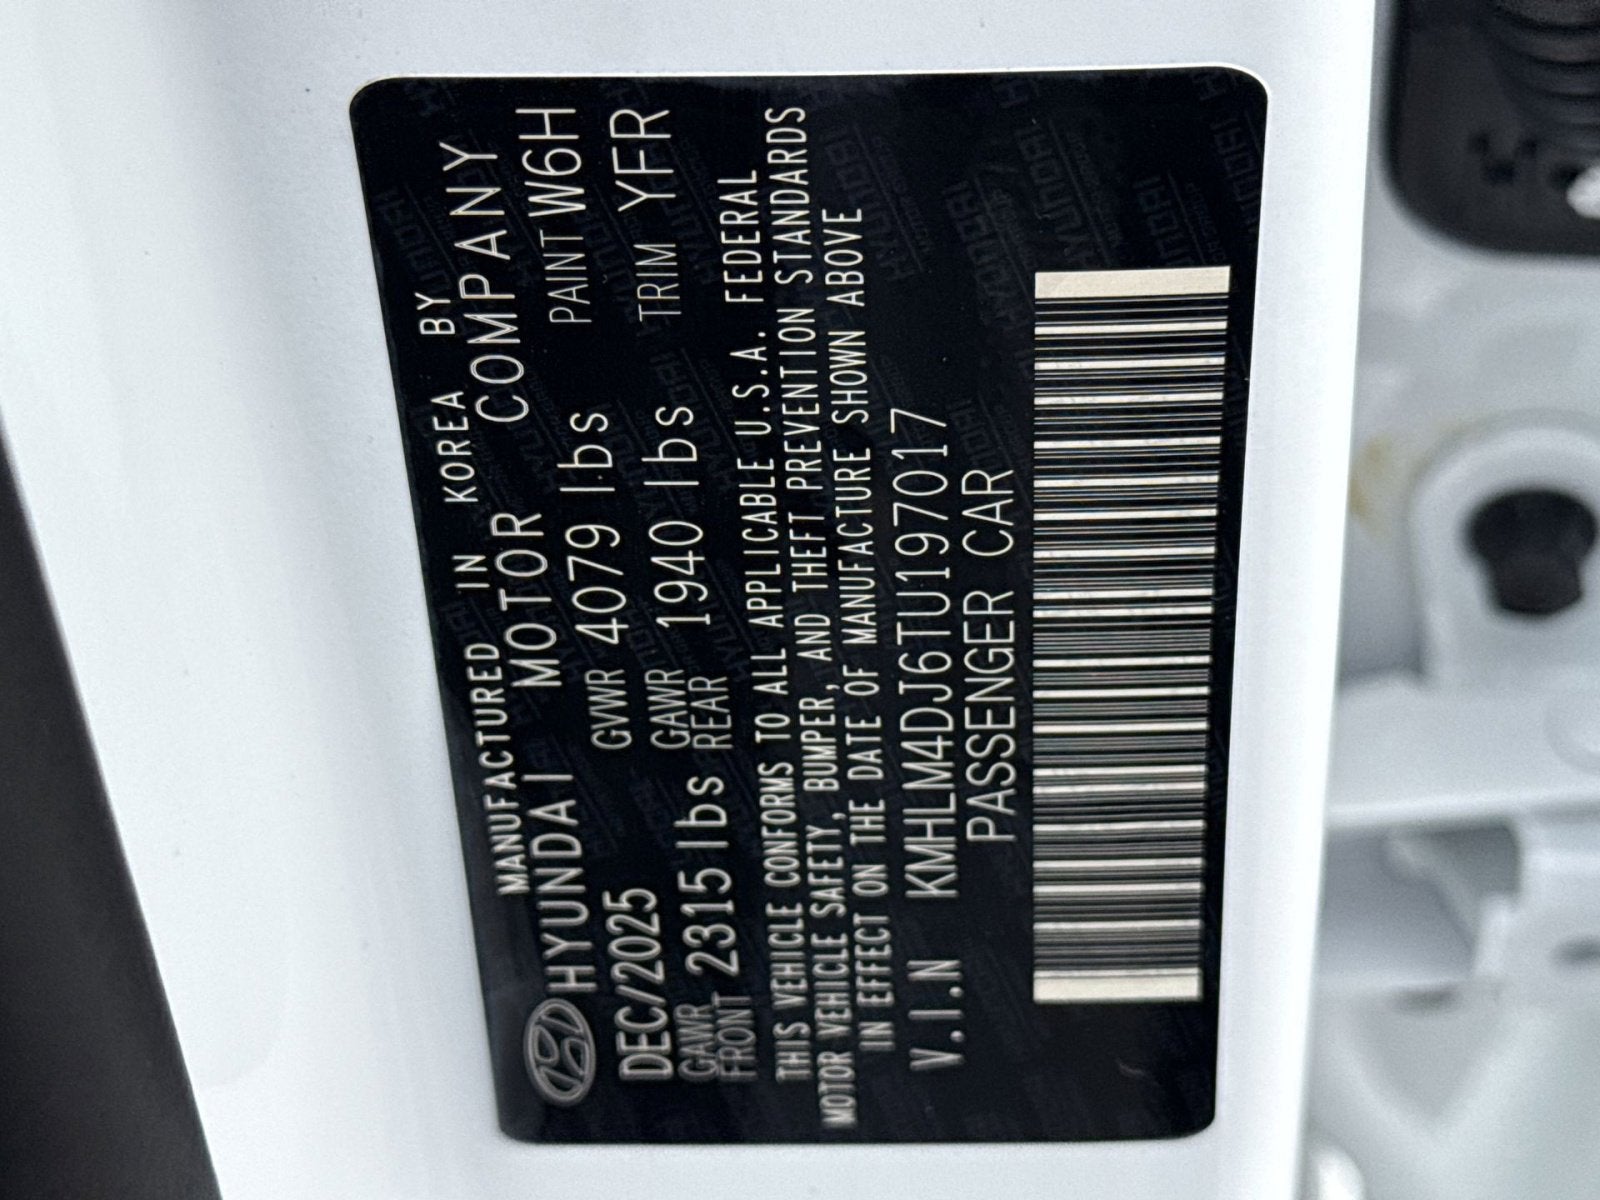 MANUFACTURED IN KOREA BY
HYUNDAI MOTOR COMPANY
DEC/2025 GVWR 4079 lbs PAINT W6H
GAWR FRONT 2315 lbs GAWR REAR 1940 lbs TRIM YFR
THIS VEHICLE CONFORMS TO ALL APPLICABLE U.S.A. FEDERAL
MOTOR VEHICLE SAFETY, BUMPER, AND THEFT PREVENTION STANDARDS
IN EFFECT ON THE DATE OF MANUFACTURE SHOWN ABOVE
V.I.N KMHLM4DJ6TU197017
PASSENGER CAR